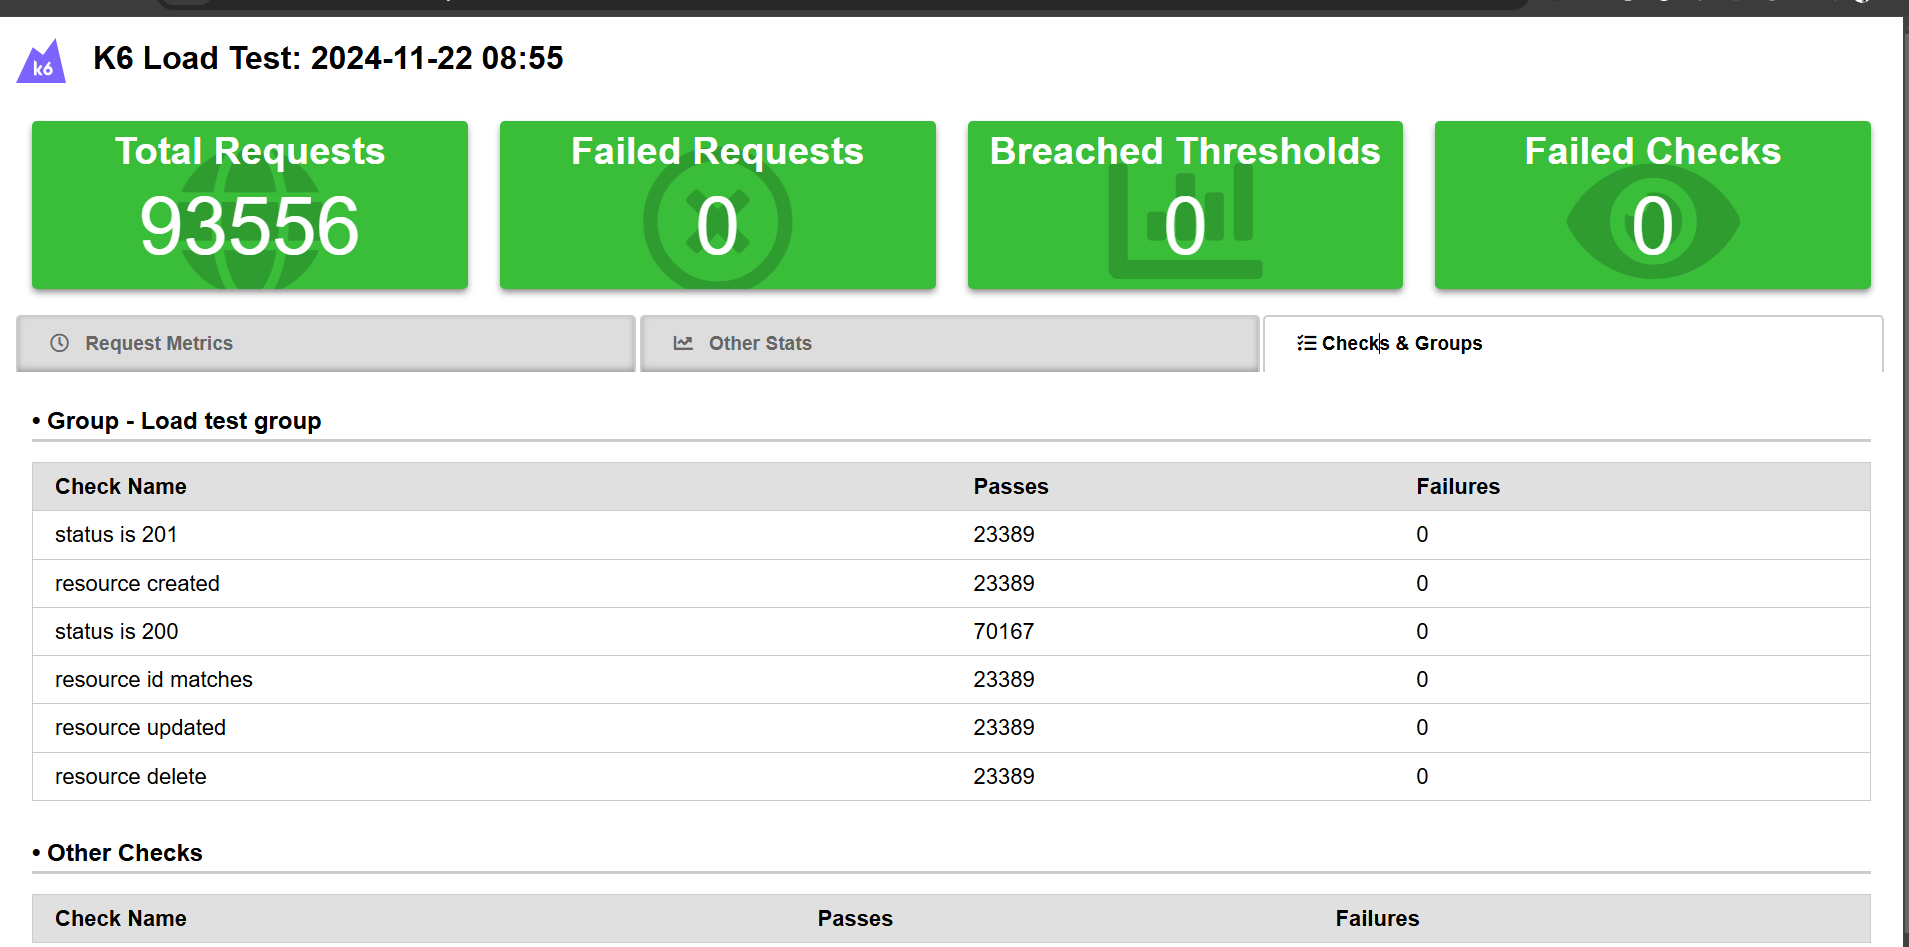 k6
K6 Load Test: 2024-11-22 08:55
Total Requests
93556
Failed Requests
0
Breached Thresholds
0
Failed Checks
0
Request Metrics
Other Stats
Checks & Groups
• Group - Load test group
Check Name Passes Failures
status is 201 23389 0
resource created 23389 0
status is 200 70167 0
resource id matches 23389 0
resource updated 23389 0
resource delete 23389 0
• Other Checks
Check Name Passes Failures